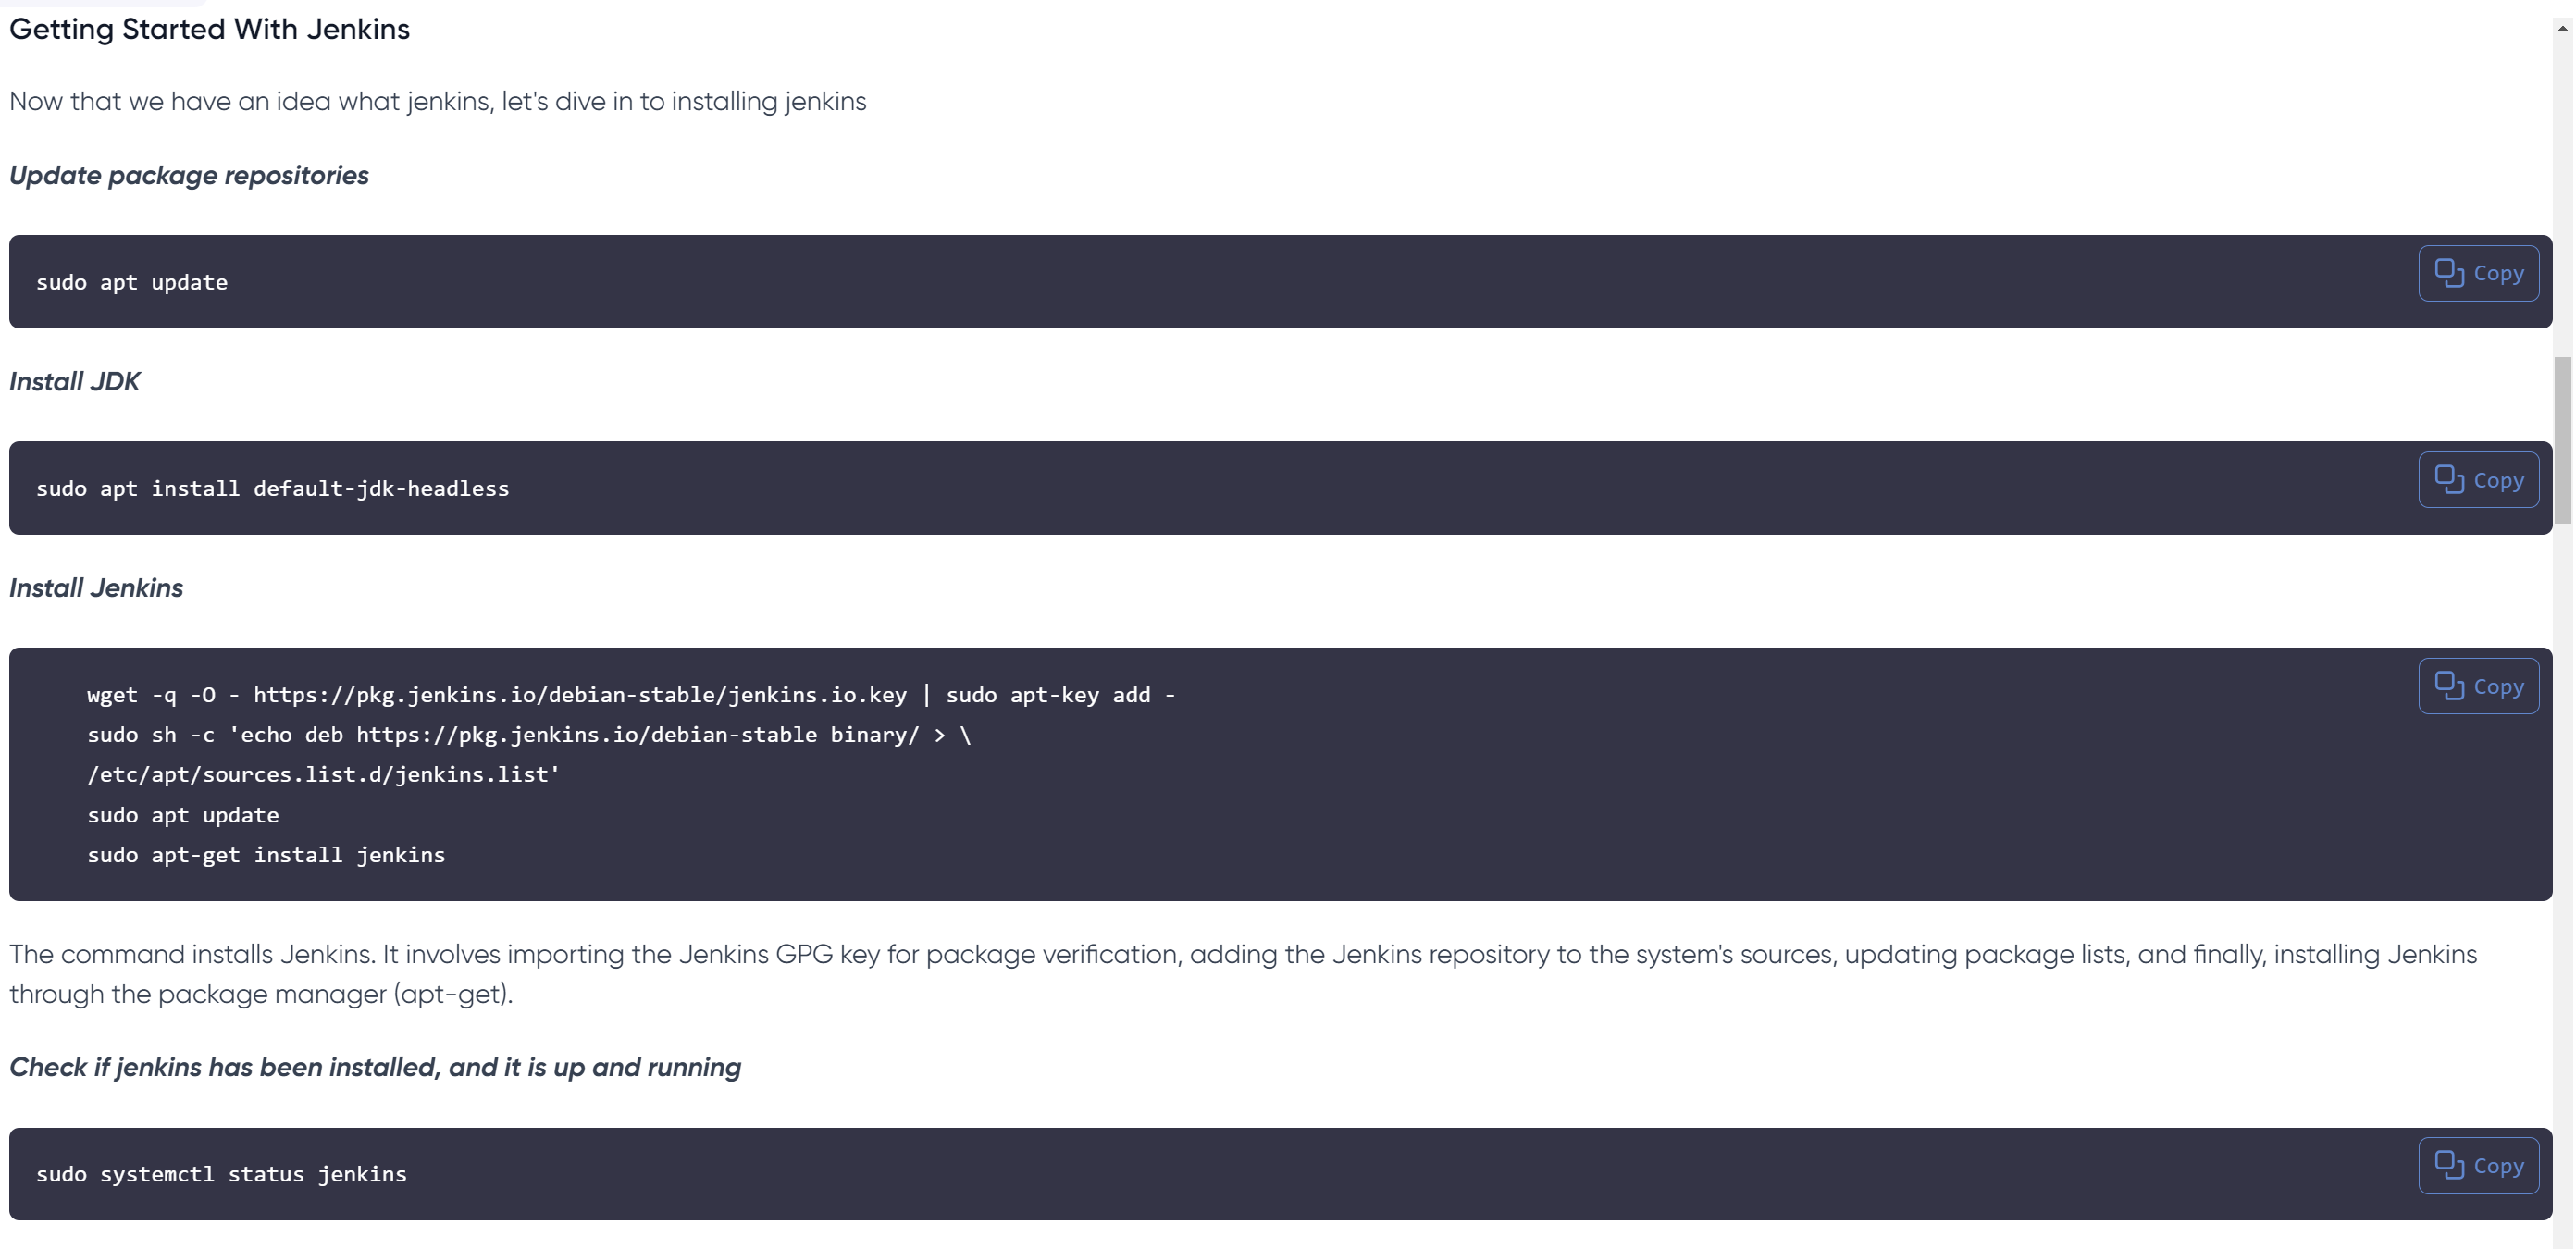 Getting Started With Jenkins
Now that we have an idea what jenkins, let's dive in to installing jenkins
Update package repositories
sudo apt update
Copy
Install JDK
sudo apt install default-jdk-headless
Copy
Install Jenkins
wget -q -O - https://pkg.jenkins.io/debian-stable/jenkins.io.key | sudo apt-key add -
Copy
sudo sh -c 'echo deb https://pkg.jenkins.io/debian-stable binary/ > \
/etc/apt/sources.list.d/jenkins.list'
sudo apt update
sudo apt-get install jenkins
The command installs Jenkins. It involves importing the Jenkins GPG key for package verification, adding the Jenkins repository to the system's sources, updating package lists, and finally, installing Jenkins
through the package manager (apt-get).
Check if jenkins has been installed, and it is up and running
sudo systemctl status jenkins
Copy